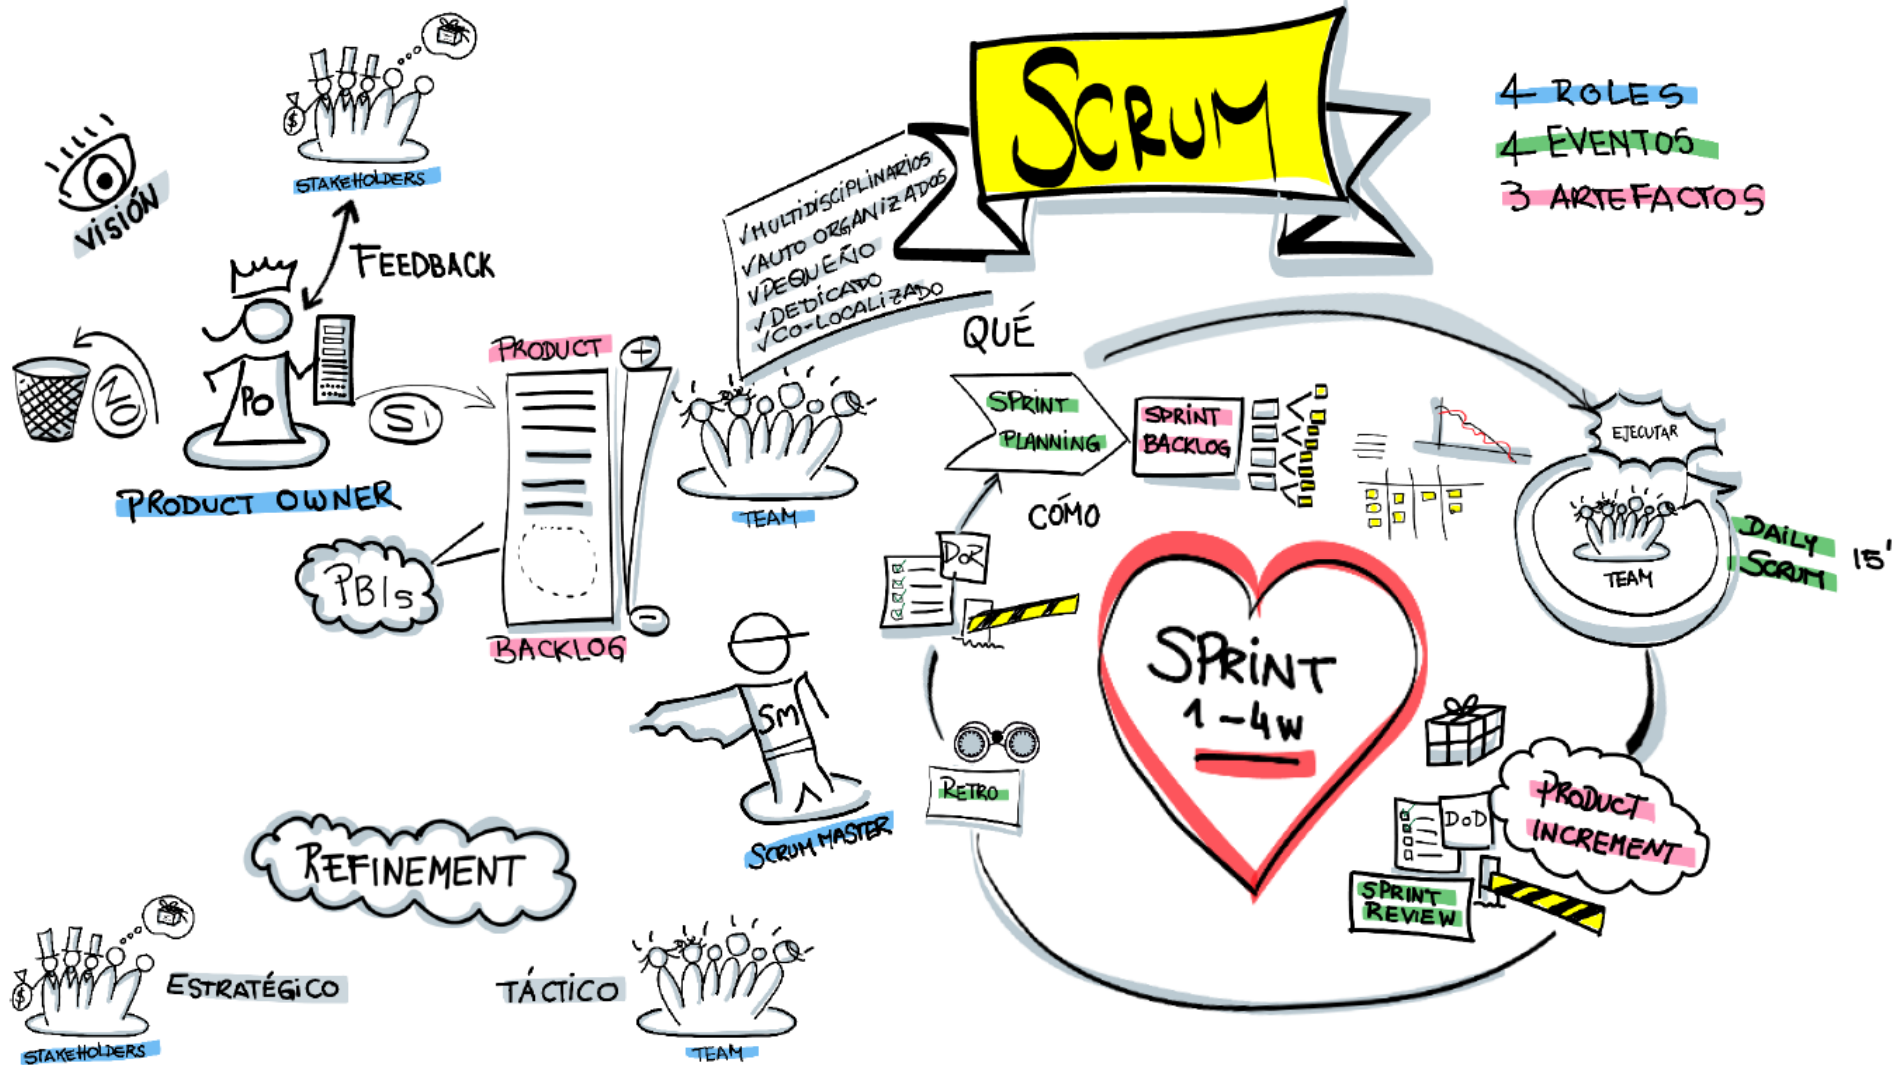 SCRUM
4 ROLES
4 EVENTOS
3 ARTEFACTOS
VISIÓN
$
STAKEHOLDERS
FEEDBACK
NO
PO
SI
PRODUCT OWNER
PRODUCT
+
-
BACKLOG
PBIs
√MULTIDISCIPLINARIOS
√AUTO ORGANIZADOS
√PEQUEÑO
√DEDICADO
√CO-LOCALIZADO
TEAM
SM
SCRUM MASTER
QUÉ
SPRINT
PLANNING
CÓMO
SPRINT
BACKLOG
EJECUTAR
TEAM
DAILY
SCRUM 15'
DoR
SPRINT
1-4W
PRODUCT
INCREMENT
DoD
SPRINT
REVIEW
RETRO
REFINEMENT
$
ESTRATÉGICO
STAKEHOLDERS
TÁCTICO
TEAM